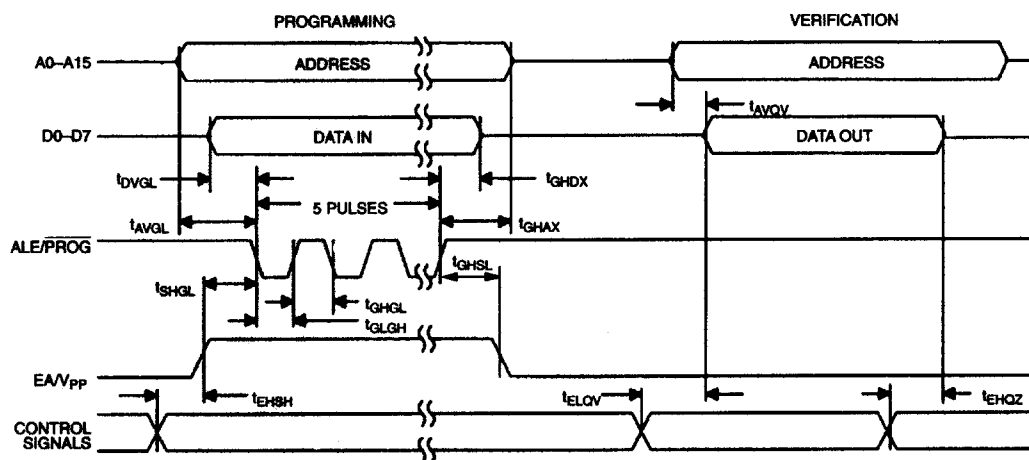 PROGRAMMING VERIFICATION
A0–A15 ADDRESS ADDRESS
tAVQV
D0–D7 DATA IN DATA OUT
tDVGL tGHDX
5 PULSES
tAVGL tGHAX
ALE/PROG
tGHSL
tSHGL tGHGL
tGLGH
EA/VPP
tEHSH tELQV tEHQZ
CONTROL
SIGNALS